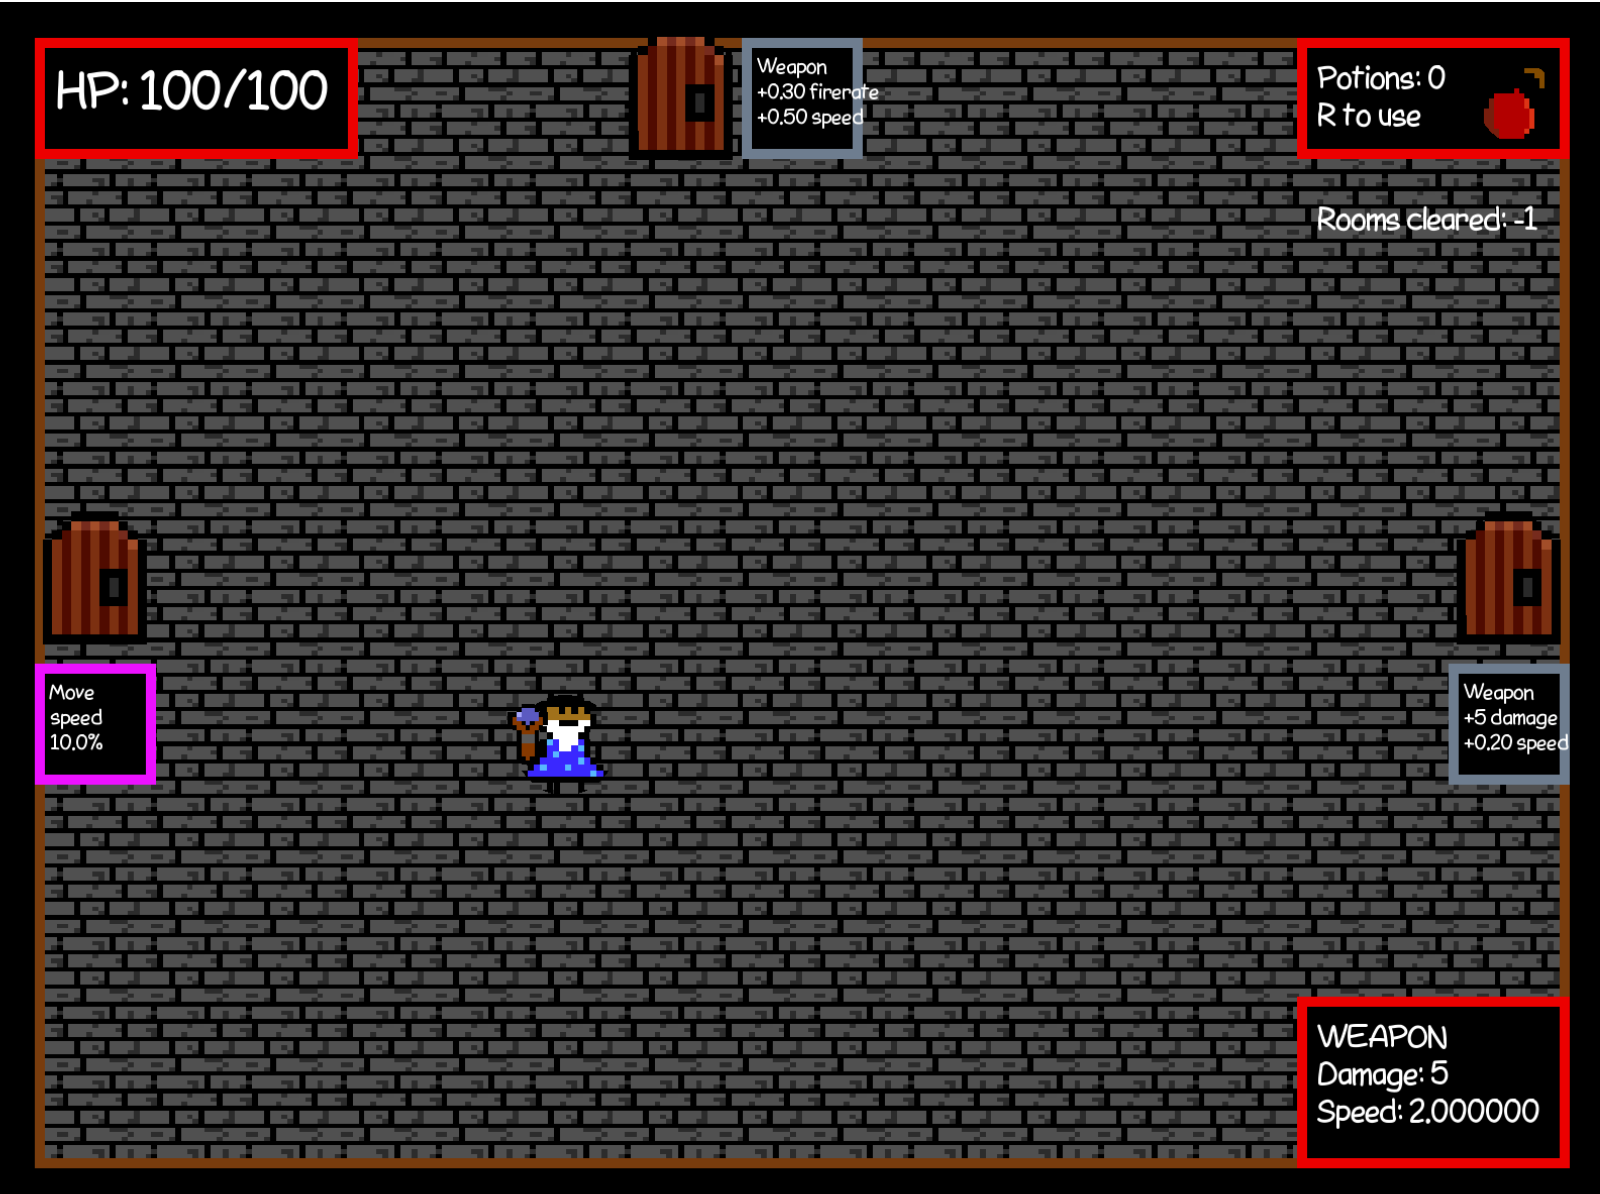 HP: 100/100
Weapon
+0.30 firerate
+0.50 speed
Potions: 0
R to use
Rooms cleared: -1
Move
speed
10.0%
Weapon
+5 damage
+0.20 speed
WEAPON
Damage: 5
Speed: 2.000000